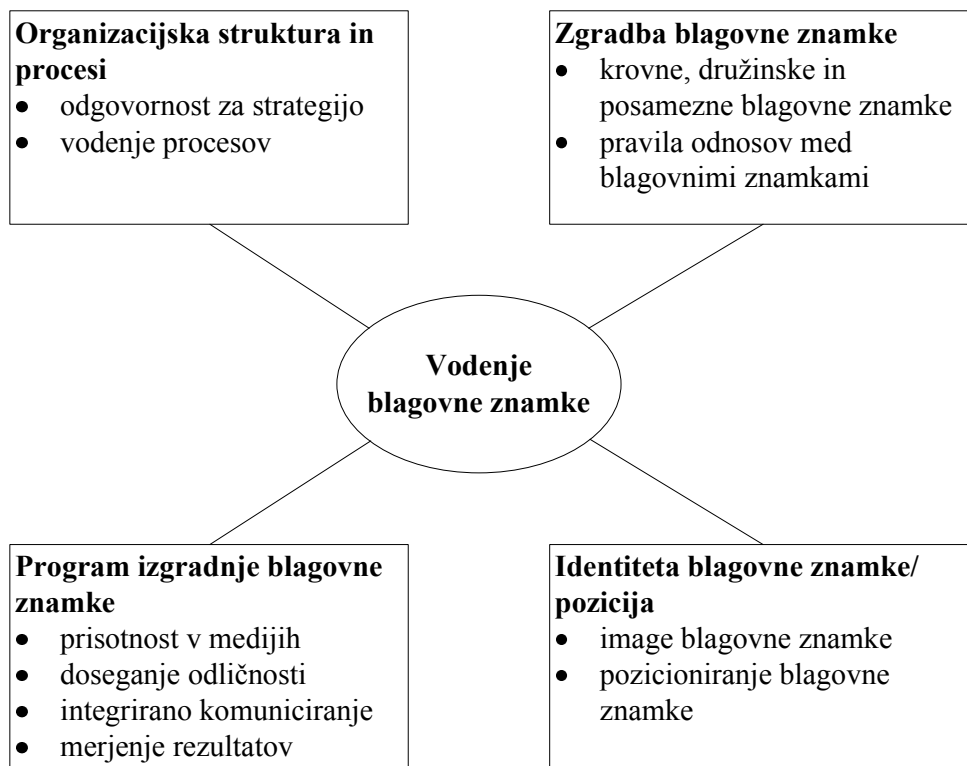 Organizacijska struktura in
procesi
• odgovornost za strategijo
• vodenje procesov
Zgradba blagovne znamke
• krovne, družinske in
posamezne blagovne znamke
• pravila odnosov med
blagovnimi znamkami
Vodenje
blagovne znamke
Program izgradnje blagovne
znamke
• prisotnost v medijih
• doseganje odličnosti
• integrirano komuniciranje
• merjenje rezultatov
Identiteta blagovne znamke/
pozicija
• image blagovne znamke
• pozicioniranje blagovne
znamke